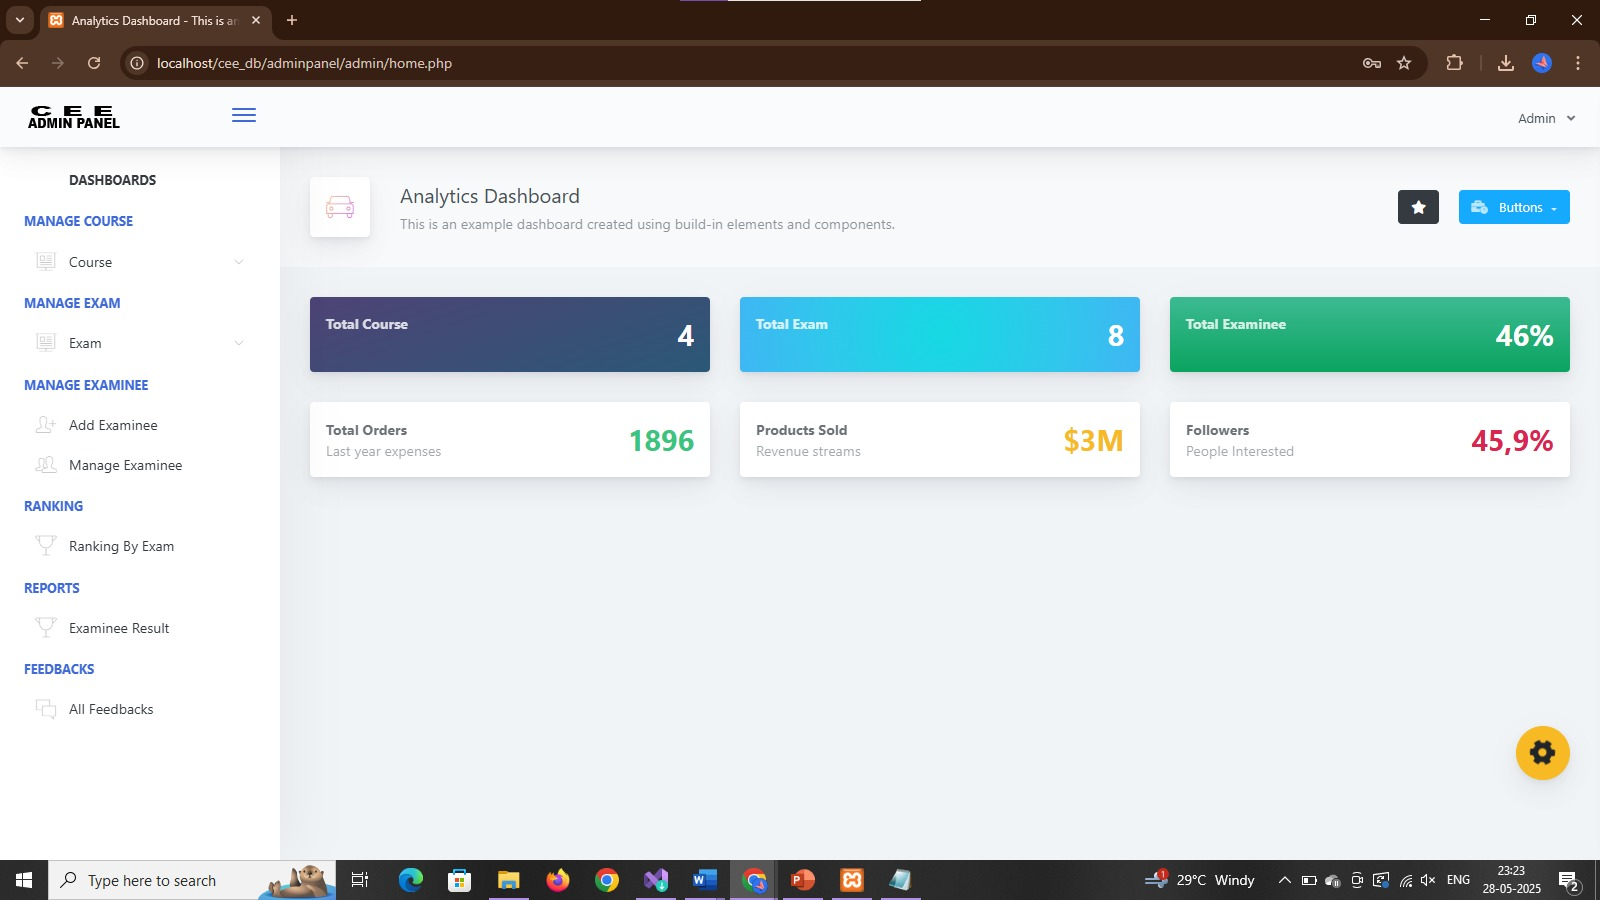 Analytics Dashboard - This is an
localhost/cee_db/adminpanel/admin/home.php
C E E
ADMIN PANEL
Admin
DASHBOARDS
MANAGE COURSE
Course
MANAGE EXAM
Exam
MANAGE EXAMINEE
Add Examinee
Manage Examinee
RANKING
Ranking By Exam
REPORTS
Examinee Result
FEEDBACKS
All Feedbacks
Analytics Dashboard
This is an example dashboard created using build-in elements and components.
Buttons
Total Course
4
Total Exam
8
Total Examinee
46%
Total Orders
Last year expenses
1896
Products Sold
Revenue streams
$3M
Followers
People Interested
45,9%
Type here to search
1
29°C Windy
ENG
23:23
28-05-2025
2